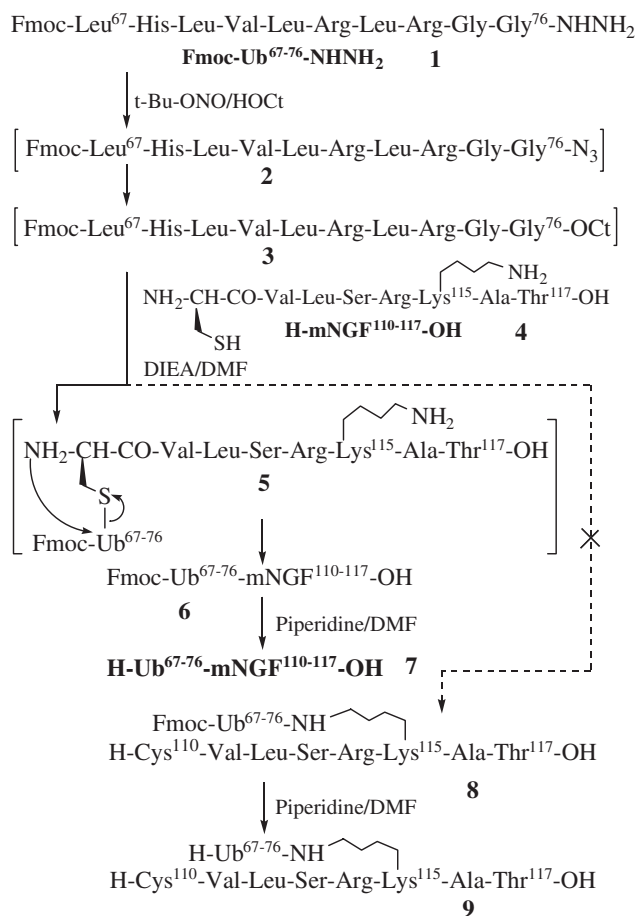 Fmoc-Leu⁶⁷-His-Leu-Val-Leu-Arg-Leu-Arg-Gly-Gly⁷⁶-NHNH₂
Fmoc-Ub⁶⁷⁻⁷⁶-NHNH₂ 1
t-Bu-ONO/HOCt
[Fmoc-Leu⁶⁷-His-Leu-Val-Leu-Arg-Leu-Arg-Gly-Gly⁷⁶-N₃]
2
[Fmoc-Leu⁶⁷-His-Leu-Val-Leu-Arg-Leu-Arg-Gly-Gly⁷⁶-OCt]
3
NH₂
NH₂-CH-CO-Val-Leu-Ser-Arg-Lys¹¹⁵-Ala-Thr¹¹⁷-OH
SH
H-mNGF¹¹⁰⁻¹¹⁷-OH 4
DIEA/DMF
NH₂
NH₂-CH-CO-Val-Leu-Ser-Arg-Lys¹¹⁵-Ala-Thr¹¹⁷-OH
S
5
Fmoc-Ub⁶⁷⁻⁷⁶
Fmoc-Ub⁶⁷⁻⁷⁶-mNGF¹¹⁰⁻¹¹⁷-OH
6
Piperidine/DMF
H-Ub⁶⁷⁻⁷⁶-mNGF¹¹⁰⁻¹¹⁷-OH 7
Fmoc-Ub⁶⁷⁻⁷⁶-NH
H-Cys¹¹⁰-Val-Leu-Ser-Arg-Lys¹¹⁵-Ala-Thr¹¹⁷-OH
8
Piperidine/DMF
H-Ub⁶⁷⁻⁷⁶-NH
H-Cys¹¹⁰-Val-Leu-Ser-Arg-Lys¹¹⁵-Ala-Thr¹¹⁷-OH
9